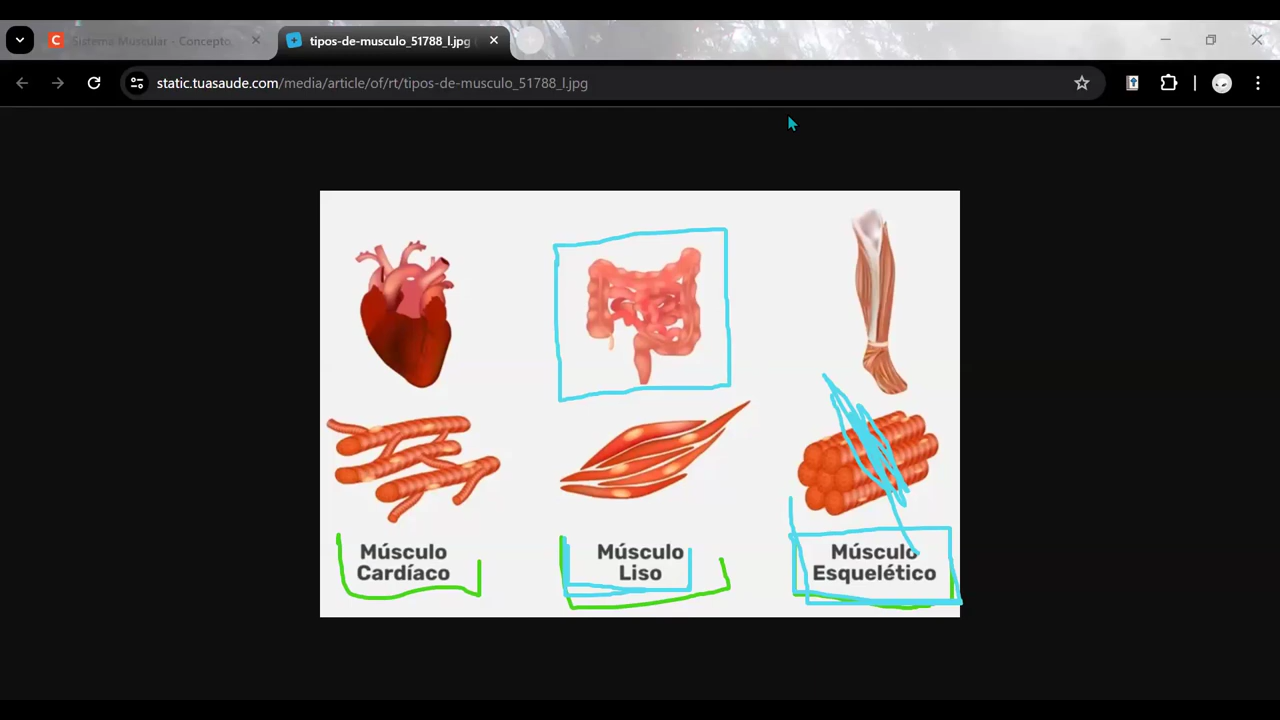 Sistema Muscular - Concepto
tipos-de-musculo_51788_l.jpg
static.tuasaude.com/media/article/of/rt/tipos-de-musculo_51788_l.jpg
Músculo
Cardíaco
Músculo
Liso
Músculo
Esquelético